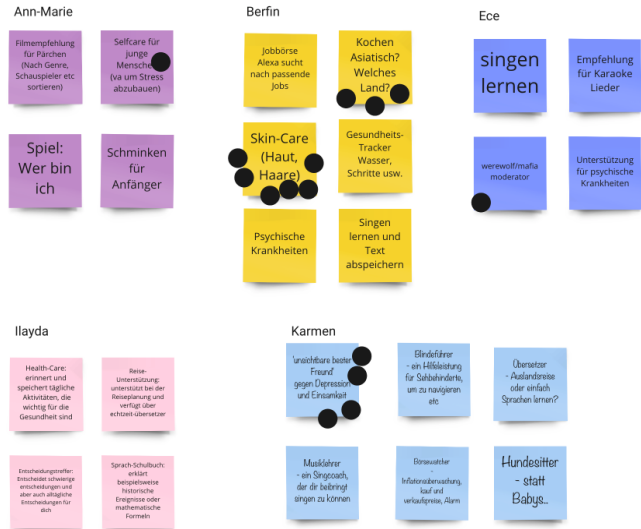 Ann-Marie
Filmempfehlung
für Pärchen
(Nach Genre,
Schauspieler etc
sortieren)
Selfcare für
junge
Mensche
(va um Stress
abzubauen)
Spiel:
Wer bin
ich
Schminken
für
Anfänger
Berfin
Jobbörse
Alexa sucht
nach passende
Jobs
Kochen
Asiatisch?
Welches
Land?
Skin-Care
(Haut,
Haare)
Gesundheits-
Tracker
Wasser,
Schritte usw.
Psychische
Krankheiten
Singen
lernen und
Text
abspeichern
Ece
singen
lernen
Empfehlung
für Karaoke
Lieder
werewolf/mafia
moderator
Unterstützung
für psychische
Krankheiten
Ilayda
Health-Care:
erinnert und
speichert tägliche
Aktivitäten, die
wichtig für die
Gesundheit sind
Reise-
Unterstützung:
unterstützt bei der
Reiseplanung und
verfügt über
echtzeit-übersetzer
Entscheidungstreffer:
Entscheidet schwierige
entscheidungen und
aber auch alltägliche
Entscheidungen für
dich
Sprach-Schulbuch:
erklärt
beispielsweise
historische
Ereignisse oder
mathematische
Formeln
Karmen
'unsichtbare bester
Freund'
gegen Depression
und Einsamkeit
Blindeführer
- ein Hilfeleistung
für Sehbehinderte,
um zu navigieren
etc
Übersetzer
- Auslandsreise
oder einfach
Sprachen lernen?
Musiklehrer
- ein Singcoach,
der dir beibringt
singen zu können
Börsewatcher
-
Inflationsüberwachung,
kauf und
verkaufspreise, Alarm
Hundesitter
- statt
Babys..